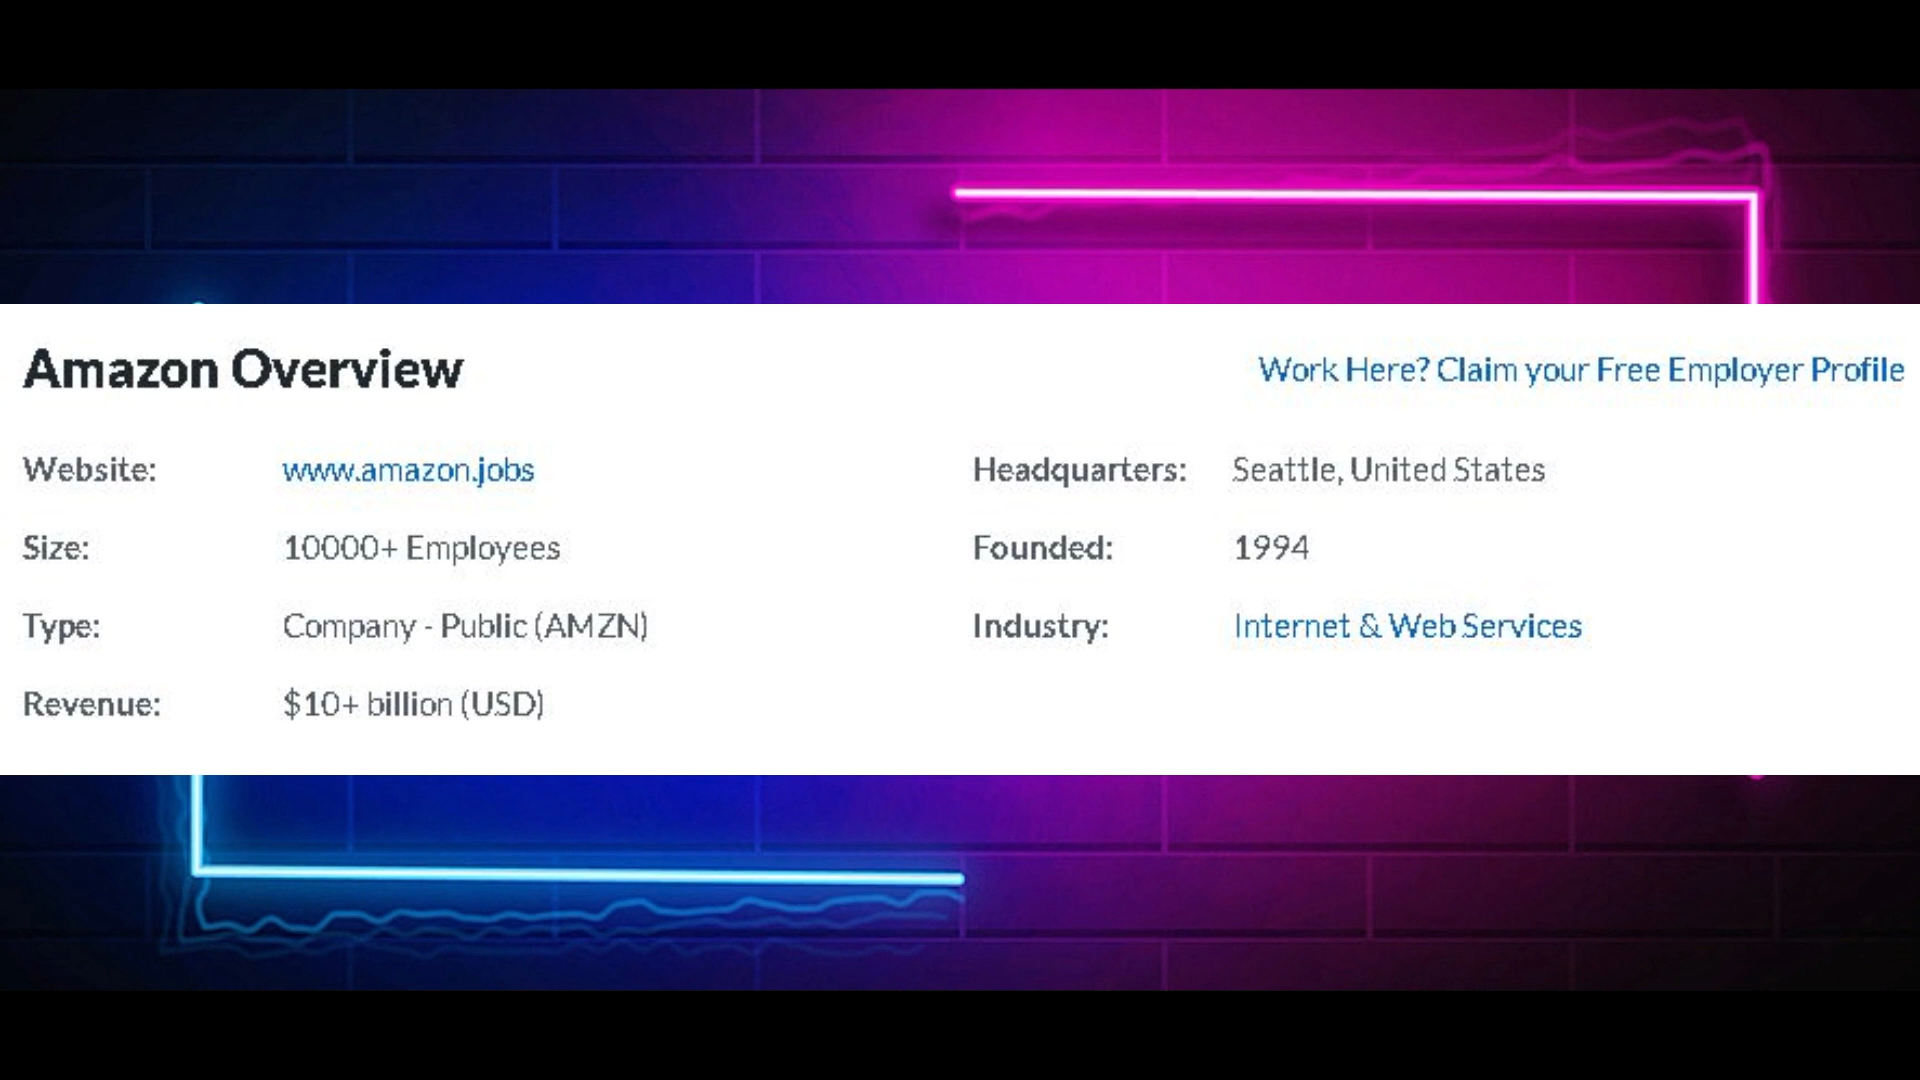 Amazon Overview
Work Here? Claim your Free Employer Profile
Website: www.amazon.jobs
Headquarters: Seattle, United States
Size: 10000+ Employees
Founded: 1994
Type: Company - Public (AMZN)
Industry: Internet & Web Services
Revenue: $10+ billion (USD)